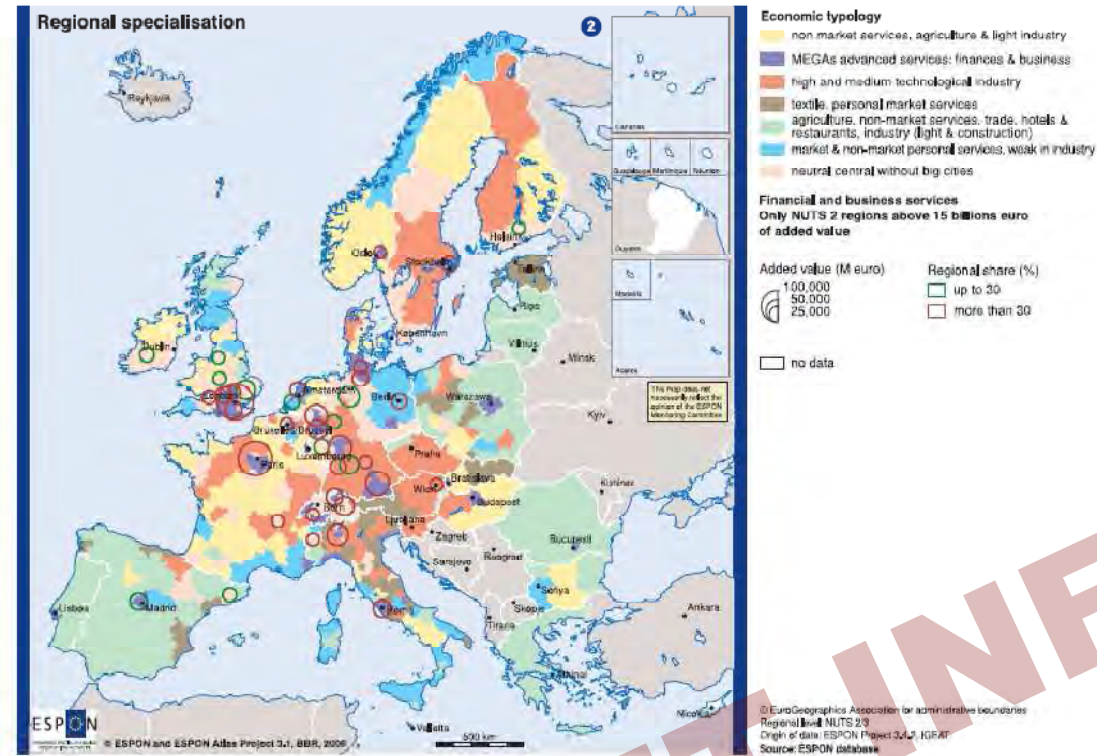 Regional specialisation
2
Reykjavik
Canarias
Guadeloupe Martinique Réunion
Guyane
Madeira
Açores
This map does not
necessarily reflect the
opinion of the ESPON
Monitoring Committee
Oslo
Helsinki
Stockholm
Tallinn
Riga
Dublin
København
Vilnius
Minsk
London
Amsterdam
Berlin
Warszawa
Kyiv
Bruxelles/Brussel
Luxembourg
Praha
Paris
Wien
Bratislava
Budapest
Kishinev
Bern
Ljubljana
Zagreb
Bucuresti
Beograd
Sarajevo
Sofiya
Lisboa
Madrid
Roma
Skopje
Tirana
Ankara
Athinai
Valletta
Nicosia
ESPON
© ESPON and ESPON Atlas Project 3.1, BBR, 2006
500 km
Economic typology
non market services, agriculture & light industry
MEGAs advanced services: finances & business
high and medium technological industry
textile, personal market services
agriculture, non-market services, trade, hotels &
restaurants, industry (light & construction)
market & non-market personal services, weak in industry
neutral central without big cities
Financial and business services
Only NUTS 2 regions above 15 billions euro
of added value
Added value (M euro)
100,000
50,000
25,000
Regional share (%)
up to 30
more than 30
no data
© EuroGeographics Association for administrative boundaries
Regional level: NUTS 2/3
Origin of data: ESPON Project 3.4.2, IGEAT
Source: ESPON database